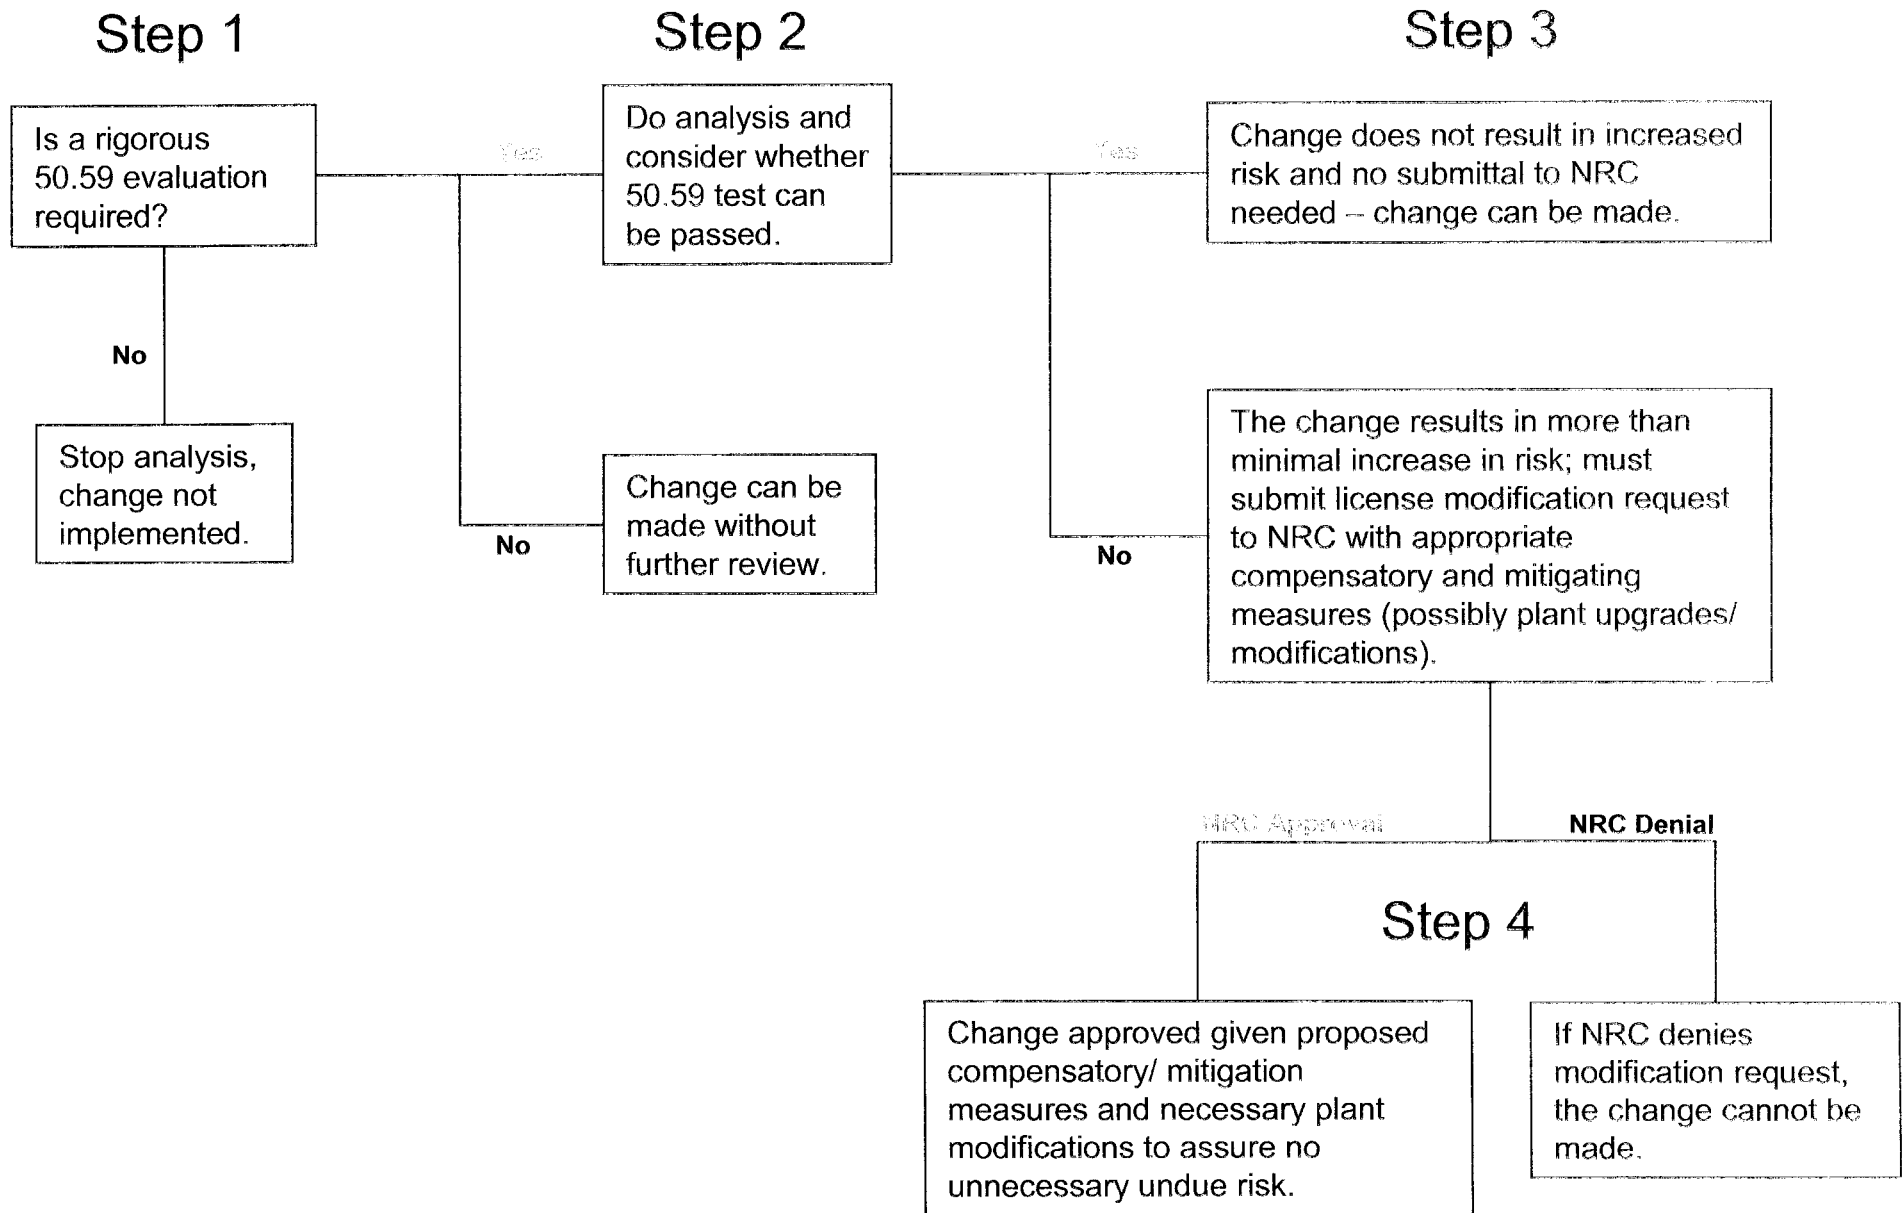 Step 1
Step 2
Step 3
Is a rigorous
50.59 evaluation
required?
Yes
Do analysis and
consider whether
50.59 test can
be passed.
Yes
Change does not result in increased
risk and no submittal to NRC
needed – change can be made.
No
Stop analysis,
change not
implemented.
No
Change can be
made without
further review.
No
The change results in more than
minimal increase in risk; must
submit license modification request
to NRC with appropriate
compensatory and mitigating
measures (possibly plant upgrades/
modifications).
NRC Approval
NRC Denial
Step 4
Change approved given proposed
compensatory/ mitigation
measures and necessary plant
modifications to assure no
unnecessary undue risk.
If NRC denies
modification request,
the change cannot be
made.